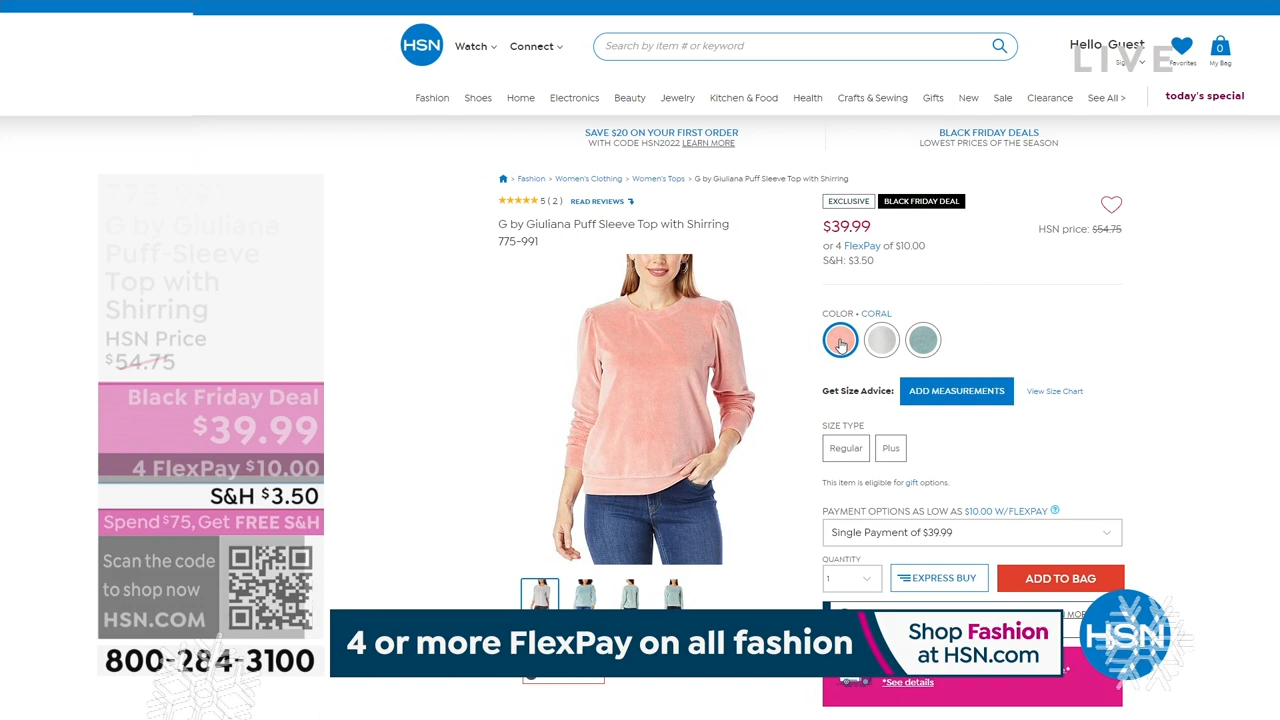 HSN
Watch
Connect
Search by item # or keyword
Hello, Guest
LIVE
Favorites
0
My Bag
Fashion
Shoes
Home
Electronics
Beauty
Jewelry
Kitchen & Food
Health
Crafts & Sewing
Gifts
New
Sale
Clearance
See All >
today's special
SAVE $20 ON YOUR FIRST ORDER
WITH CODE HSN2022 LEARN MORE
BLACK FRIDAY DEALS
LOWEST PRICES OF THE SEASON
> Fashion > Women's Clothing > Women's Tops > G by Giuliana Puff Sleeve Top with Shirring
5 ( 2 ) READ REVIEWS
G by Giuliana Puff Sleeve Top with Shirring
775-991
EXCLUSIVE
BLACK FRIDAY DEAL
$39.99
HSN price: $54.75
or 4 FlexPay of $10.00
S&H: $3.50
COLOR • CORAL
Get Size Advice:
ADD MEASUREMENTS
View Size Chart
SIZE TYPE
Regular
Plus
This item is eligible for gift options.
PAYMENT OPTIONS AS LOW AS $10.00 W/FLEXPAY
Single Payment of $39.99
QUANTITY
1
EXPRESS BUY
ADD TO BAG
*See details
775-991
G by Giuliana
Puff-Sleeve
Top with
Shirring
HSN Price
$54.75
Black Friday Deal
$39.99
4 FlexPay $10.00
S&H $3.50
Spend $75, Get FREE S&H
Scan the code
to shop now
HSN.COM
800-284-3100
4 or more FlexPay on all fashion
Shop Fashion
at HSN.com
HSN